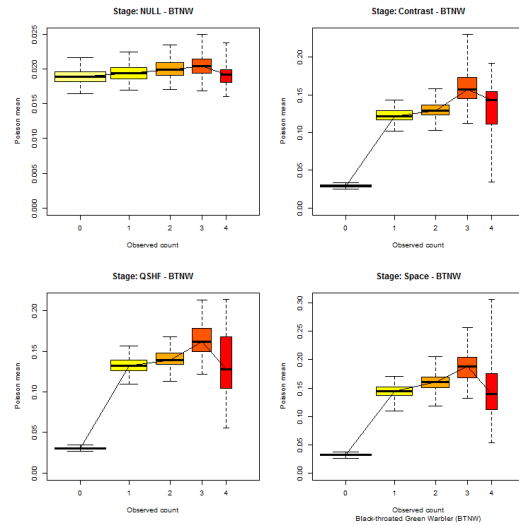 Stage: NULL - BTNW
Poisson mean
0.000 0.005 0.010 0.015 0.020 0.025
0 1 2 3 4
Observed count
Stage: Contrast - BTNW
Poisson mean
0.00 0.05 0.10 0.15 0.20
0 1 2 3 4
Observed count
Stage: QSHF - BTNW
Poisson mean
0.00 0.05 0.10 0.15 0.20
0 1 2 3 4
Observed count
Stage: Space - BTNW
Poisson mean
0.00 0.05 0.10 0.15 0.20 0.25 0.30
0 1 2 3 4
Observed count
Black-throated Green Warbler (BTNW)